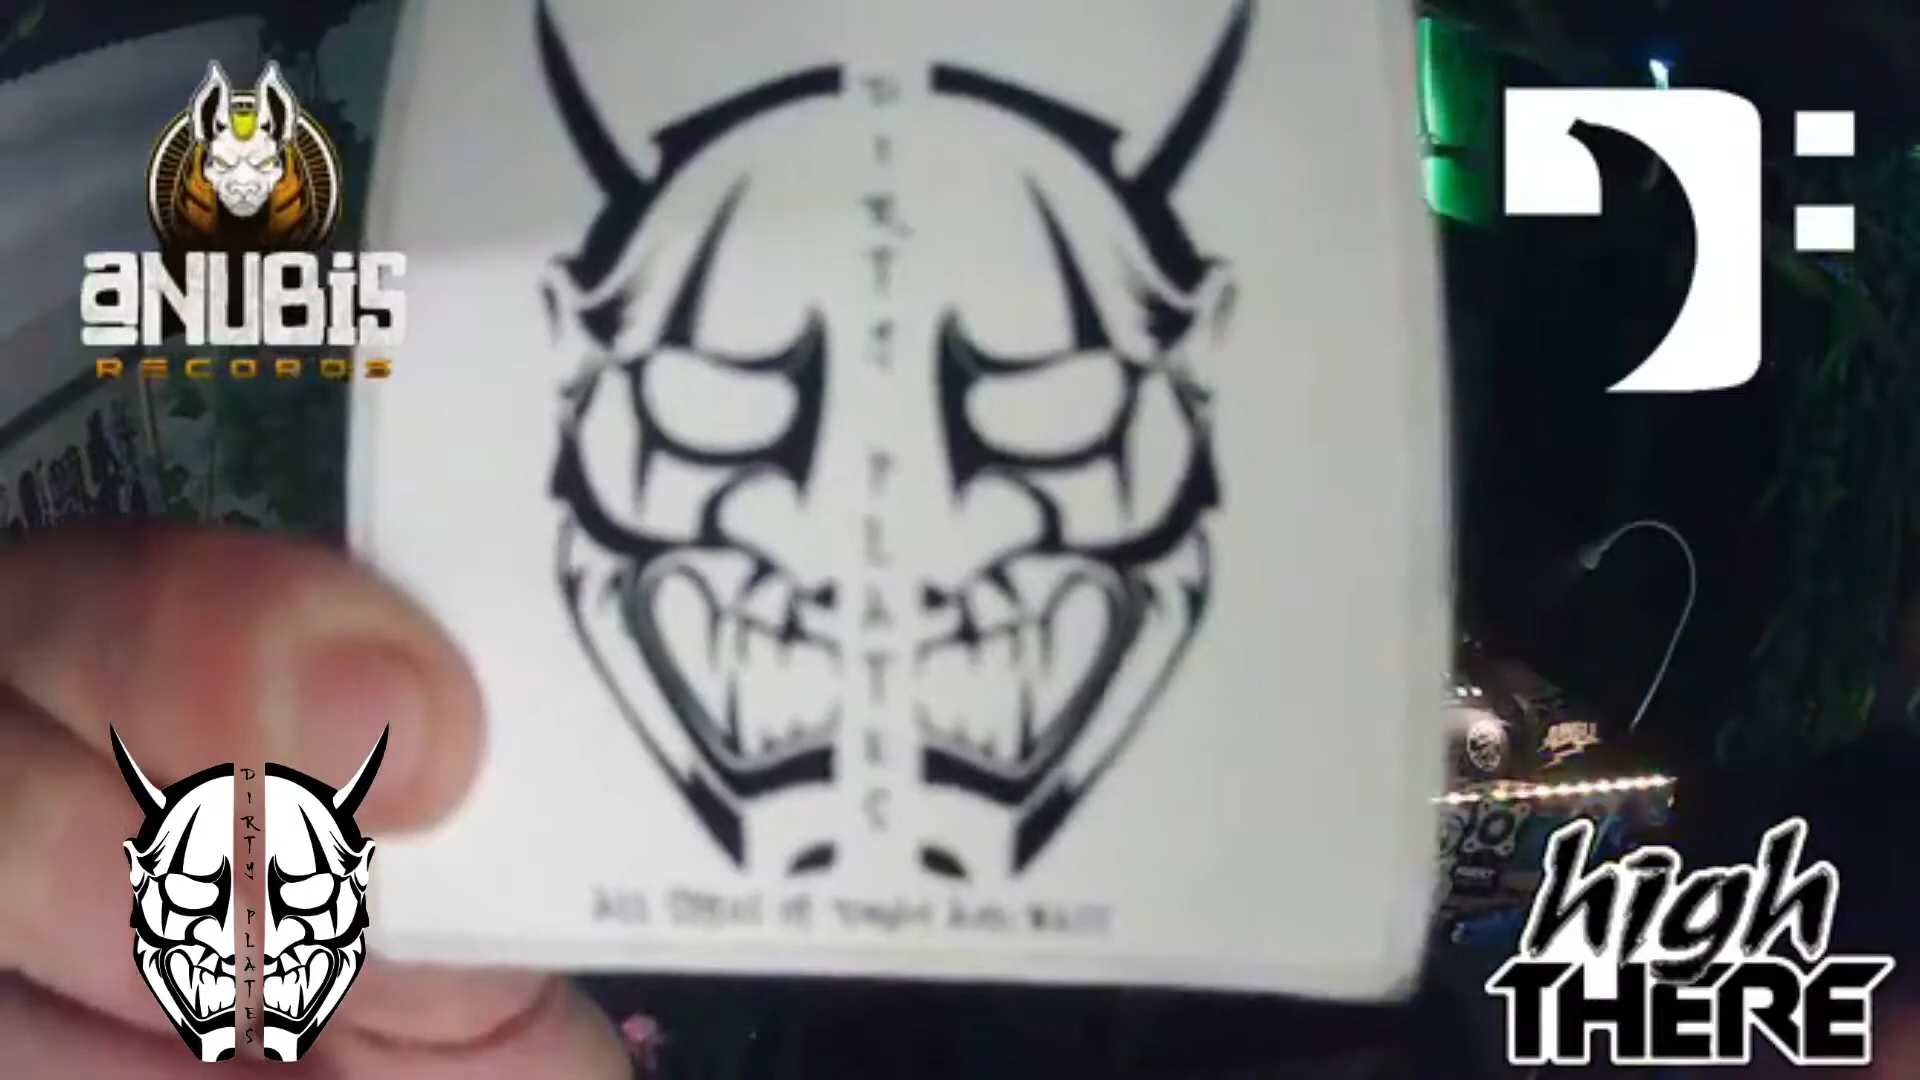 aNUBiS
RECORDS
DIRTY PLATES
DIRTY PLATES
high
THERE